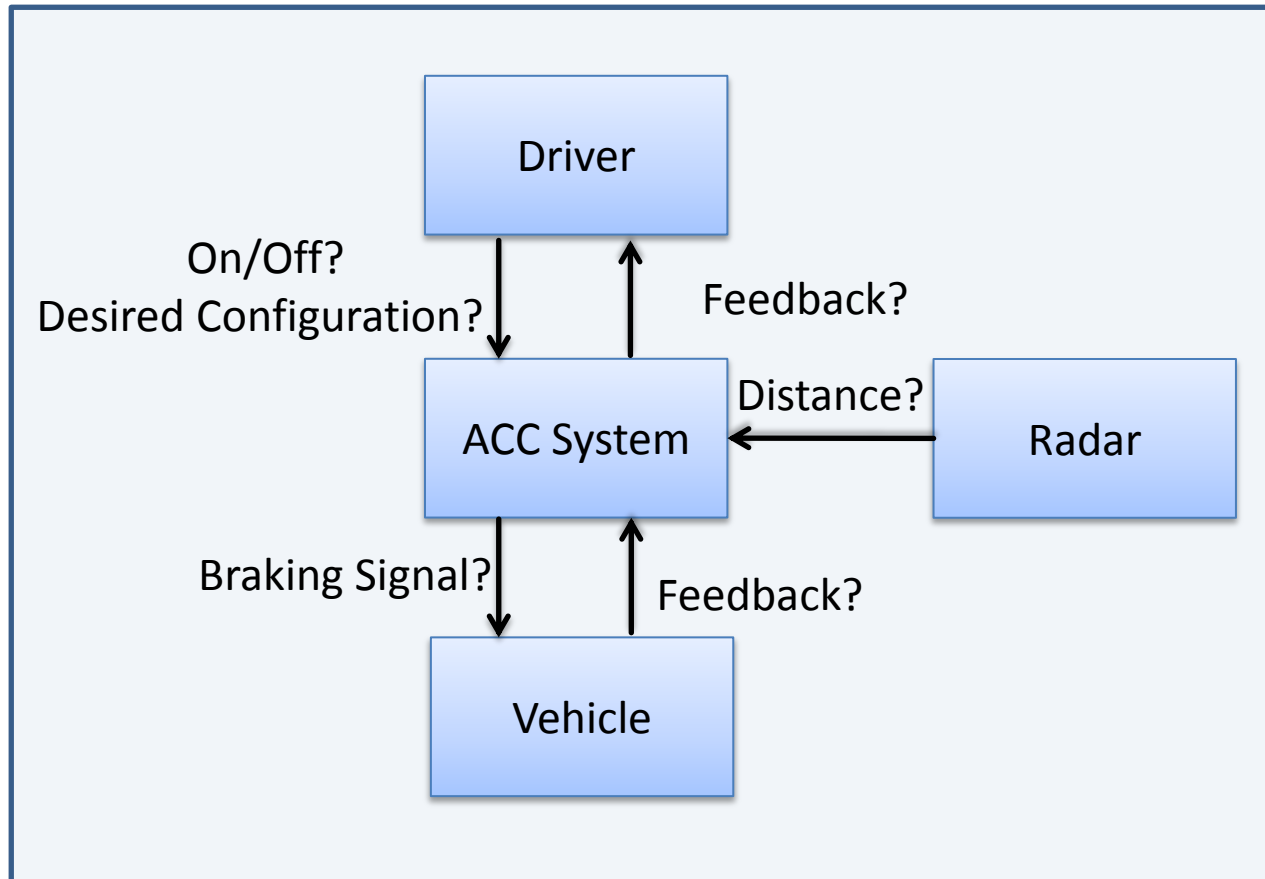 Driver
On/Off?
Desired Configuration?
Feedback?
Distance?
ACC System
Radar
Braking Signal?
Feedback?
Vehicle